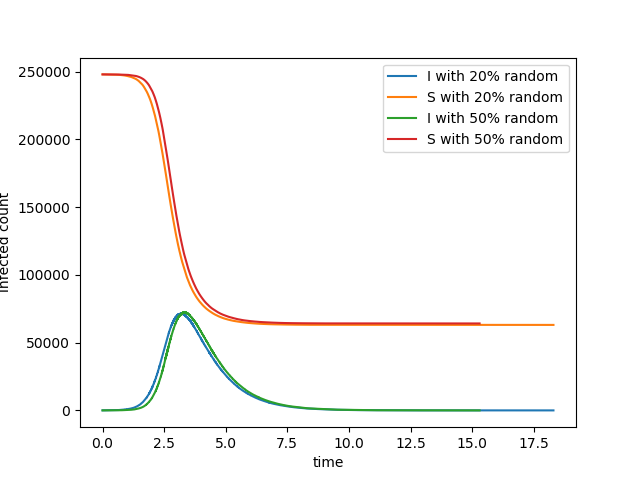 I with 20% random
S with 20% random
I with 50% random
S with 50% random
250000
200000
150000
100000
50000
0
infected count
0.0 2.5 5.0 7.5 10.0 12.5 15.0 17.5
time